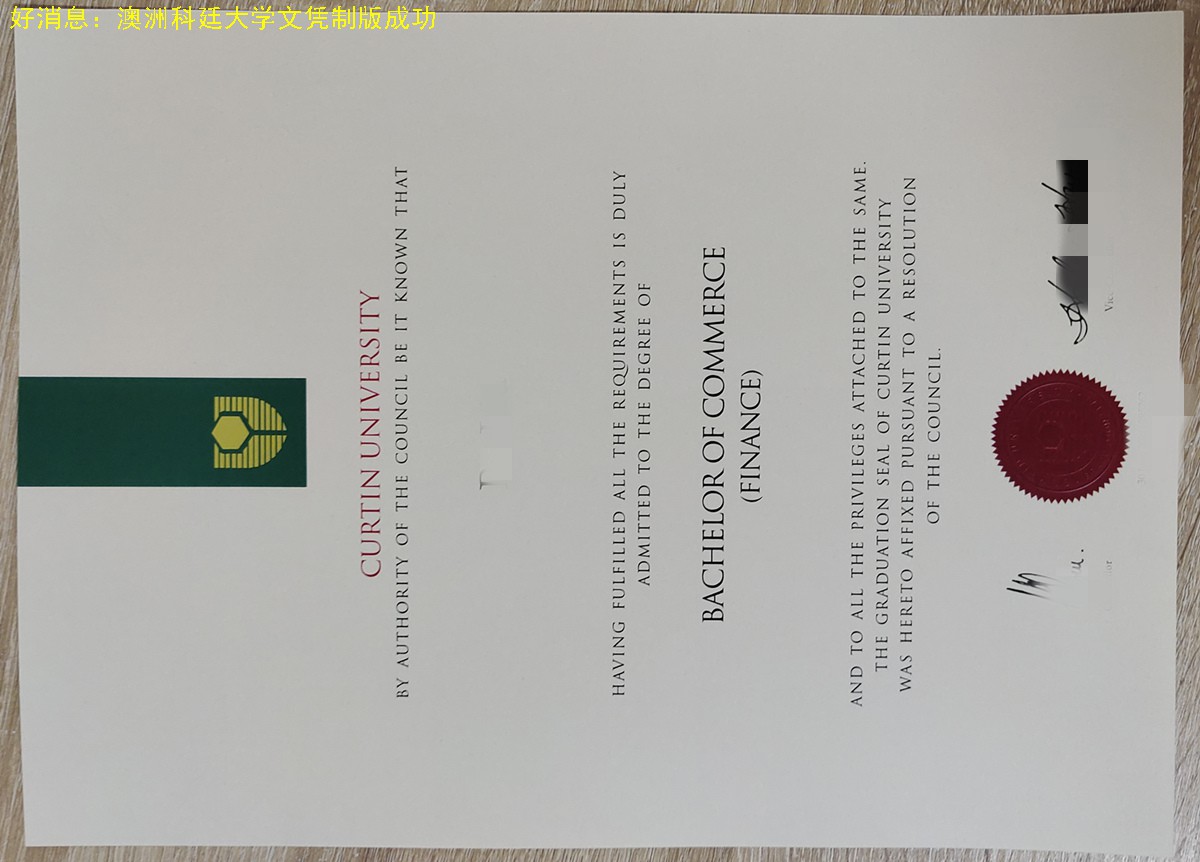 好消息：澳洲科廷大学文凭制版成功
CURTIN UNIVERSITY
BY AUTHORITY OF THE COUNCIL BE IT KNOWN THAT
HAVING FULFILLED ALL THE REQUIREMENTS IS DULY
ADMITTED TO THE DEGREE OF
BACHELOR OF COMMERCE
(FINANCE)
AND TO ALL THE PRIVILEGES ATTACHED TO THE SAME.
THE GRADUATION SEAL OF CURTIN UNIVERSITY
WAS HERETO AFFIXED PURSUANT TO A RESOLUTION
OF THE COUNCIL.